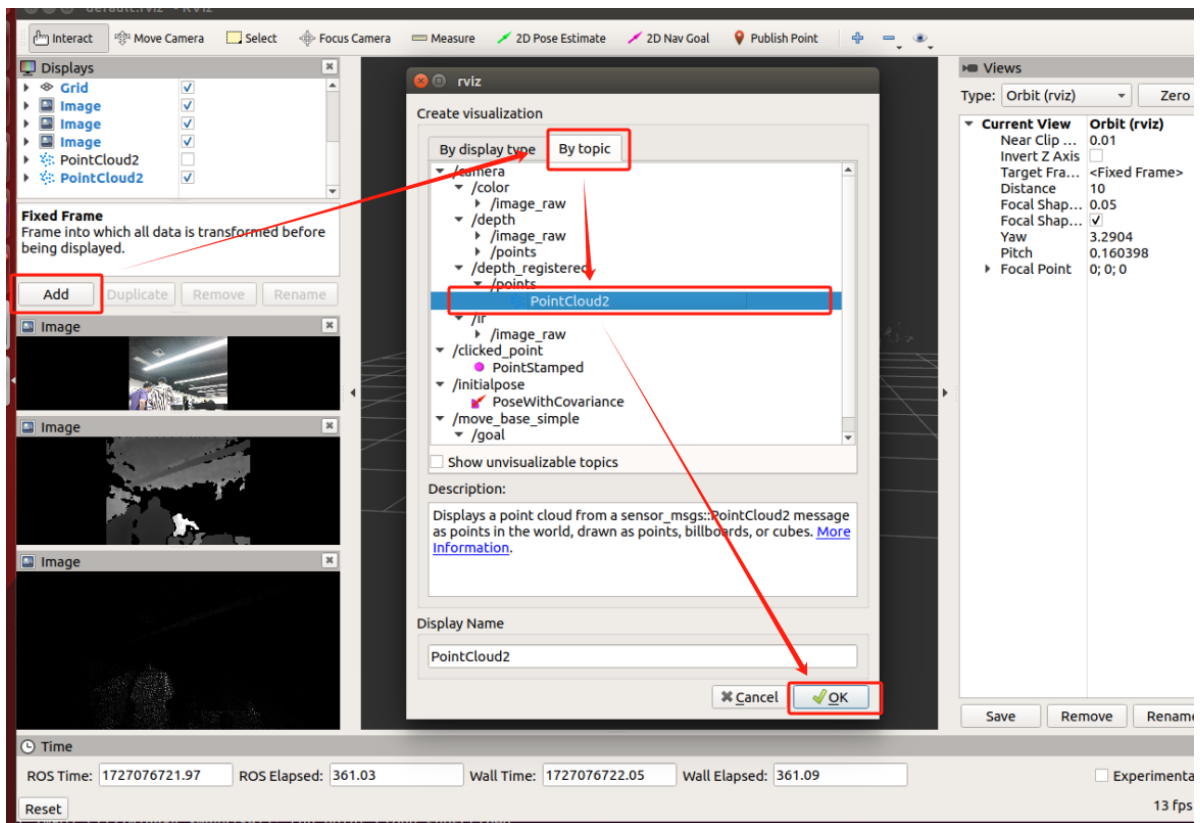 default.rviz - RViz
Interact Move Camera Select Focus Camera Measure 2D Pose Estimate 2D Nav Goal Publish Point
Displays
Grid
Image
Image
Image
PointCloud2
PointCloud2
Fixed Frame
Frame into which all data is transformed before
being displayed.
Add Duplicate Remove Rename
Image
Image
Image
rviz
Create visualization
By display type By topic
/camera
/color
/image_raw
/depth
/image_raw
/points
/depth_registered
/points
PointCloud2
/ir
/image_raw
/clicked_point
PointStamped
/initialpose
PoseWithCovariance
/move_base_simple
/goal
Show unvisualizable topics
Description:
Displays a point cloud from a sensor_msgs::PointCloud2 message
as points in the world, drawn as points, billboards, or cubes. More
Information.
Display Name
PointCloud2
Cancel OK
Views
Type: Orbit (rviz) Zero
Current View Orbit (rviz)
Near Clip ... 0.01
Invert Z Axis
Target Fra... <Fixed Frame>
Distance 10
Focal Shap... 0.05
Focal Shap...
Yaw 3.2904
Pitch 0.160398
Focal Point 0; 0; 0
Save Remove Rename
Time
ROS Time: 1727076721.97 ROS Elapsed: 361.03 Wall Time: 1727076722.05 Wall Elapsed: 361.09 Experimenta
Reset 13 fps